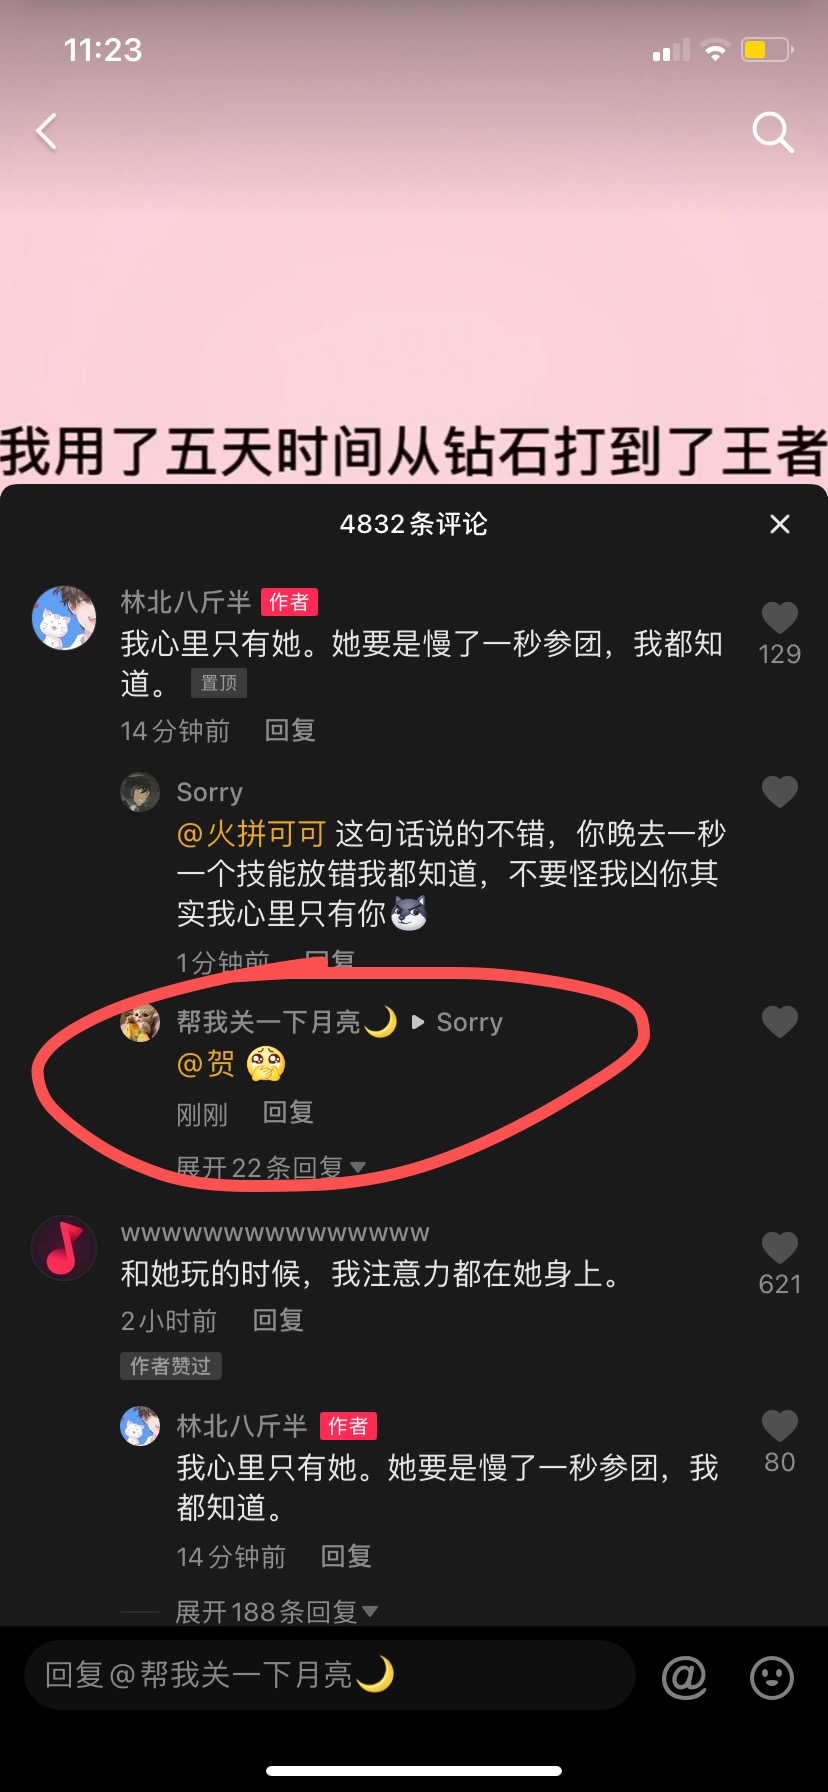 11:23
我用了五天时间从钻石打到了王者
4832条评论
林北八斤半 作者
我心里只有她。她要是慢了一秒参团，我都知
道。 置顶
129
14分钟前 回复
Sorry
@火拼可可 这句话说的不错，你晚去一秒
一个技能放错我都知道，不要怪我凶你其
实我心里只有你
1分钟前 回复
帮我关一下月亮🌙 ▶ Sorry
@贺 🥺
刚刚 回复
展开22条回复
wwwwwwwwwwwwwww
和她玩的时候，我注意力都在她身上。
621
2小时前 回复
作者赞过
林北八斤半 作者
我心里只有她。她要是慢了一秒参团，我
都知道。
80
14分钟前 回复
展开188条回复
回复@帮我关一下月亮🌙